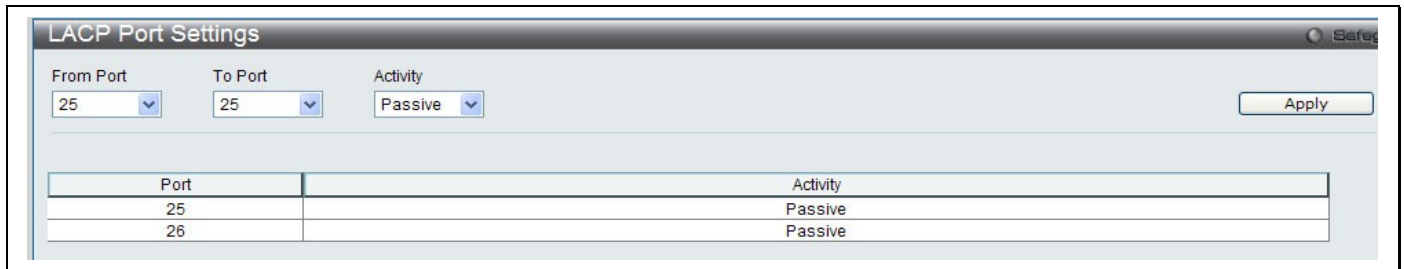 LACP Port Settings
From Port To Port Activity
25 25 Passive Apply
Port Activity
25 Passive
26 Passive